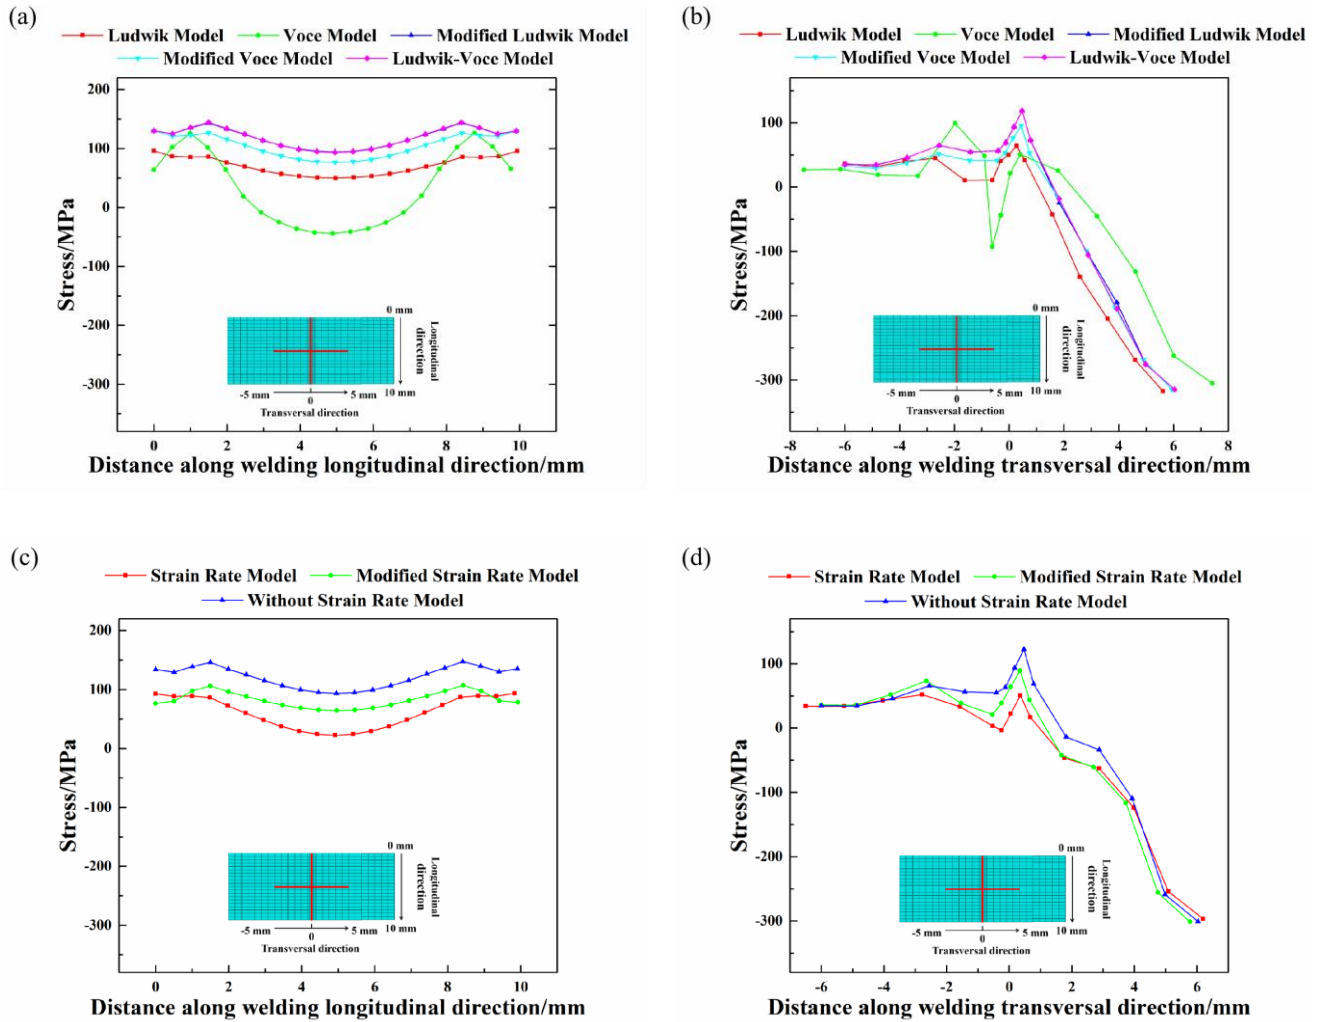 (a)
Ludwik Model Voce Model Modified Ludwik Model
Modified Voce Model Ludwik-Voce Model
200
100
0
-100
-200
-300
Stress/MPa
0 mm
Longitudinal
direction
-5 mm 0 5 mm 10 mm
Transversal direction
0 2 4 6 8 10
Distance along welding longitudinal direction/mm
(b)
Ludwik Model Voce Model Modified Ludwik Model
Modified Voce Model Ludwik-Voce Model
100
0
-100
-200
-300
Stress/MPa
0 mm
Longitudinal
direction
-5 mm 0 5 mm 10 mm
Transversal direction
-8 -6 -4 -2 0 2 4 6 8
Distance along welding transversal direction/mm
(c)
Strain Rate Model Modified Strain Rate Model
Without Strain Rate Model
200
100
0
-100
-200
-300
Stress/MPa
0 mm
Longitudinal
direction
-5 mm 0 5 mm 10 mm
Transversal direction
0 2 4 6 8 10
Distance along welding longitudinal direction/mm
(d)
Strain Rate Model Modified Strain Rate Model
Without Strain Rate Model
100
0
-100
-200
-300
Stress/MPa
0 mm
Longitudinal
direction
-5 mm 0 5 mm 10 mm
Transversal direction
-6 -4 -2 0 2 4 6
Distance along welding transversal direction/mm